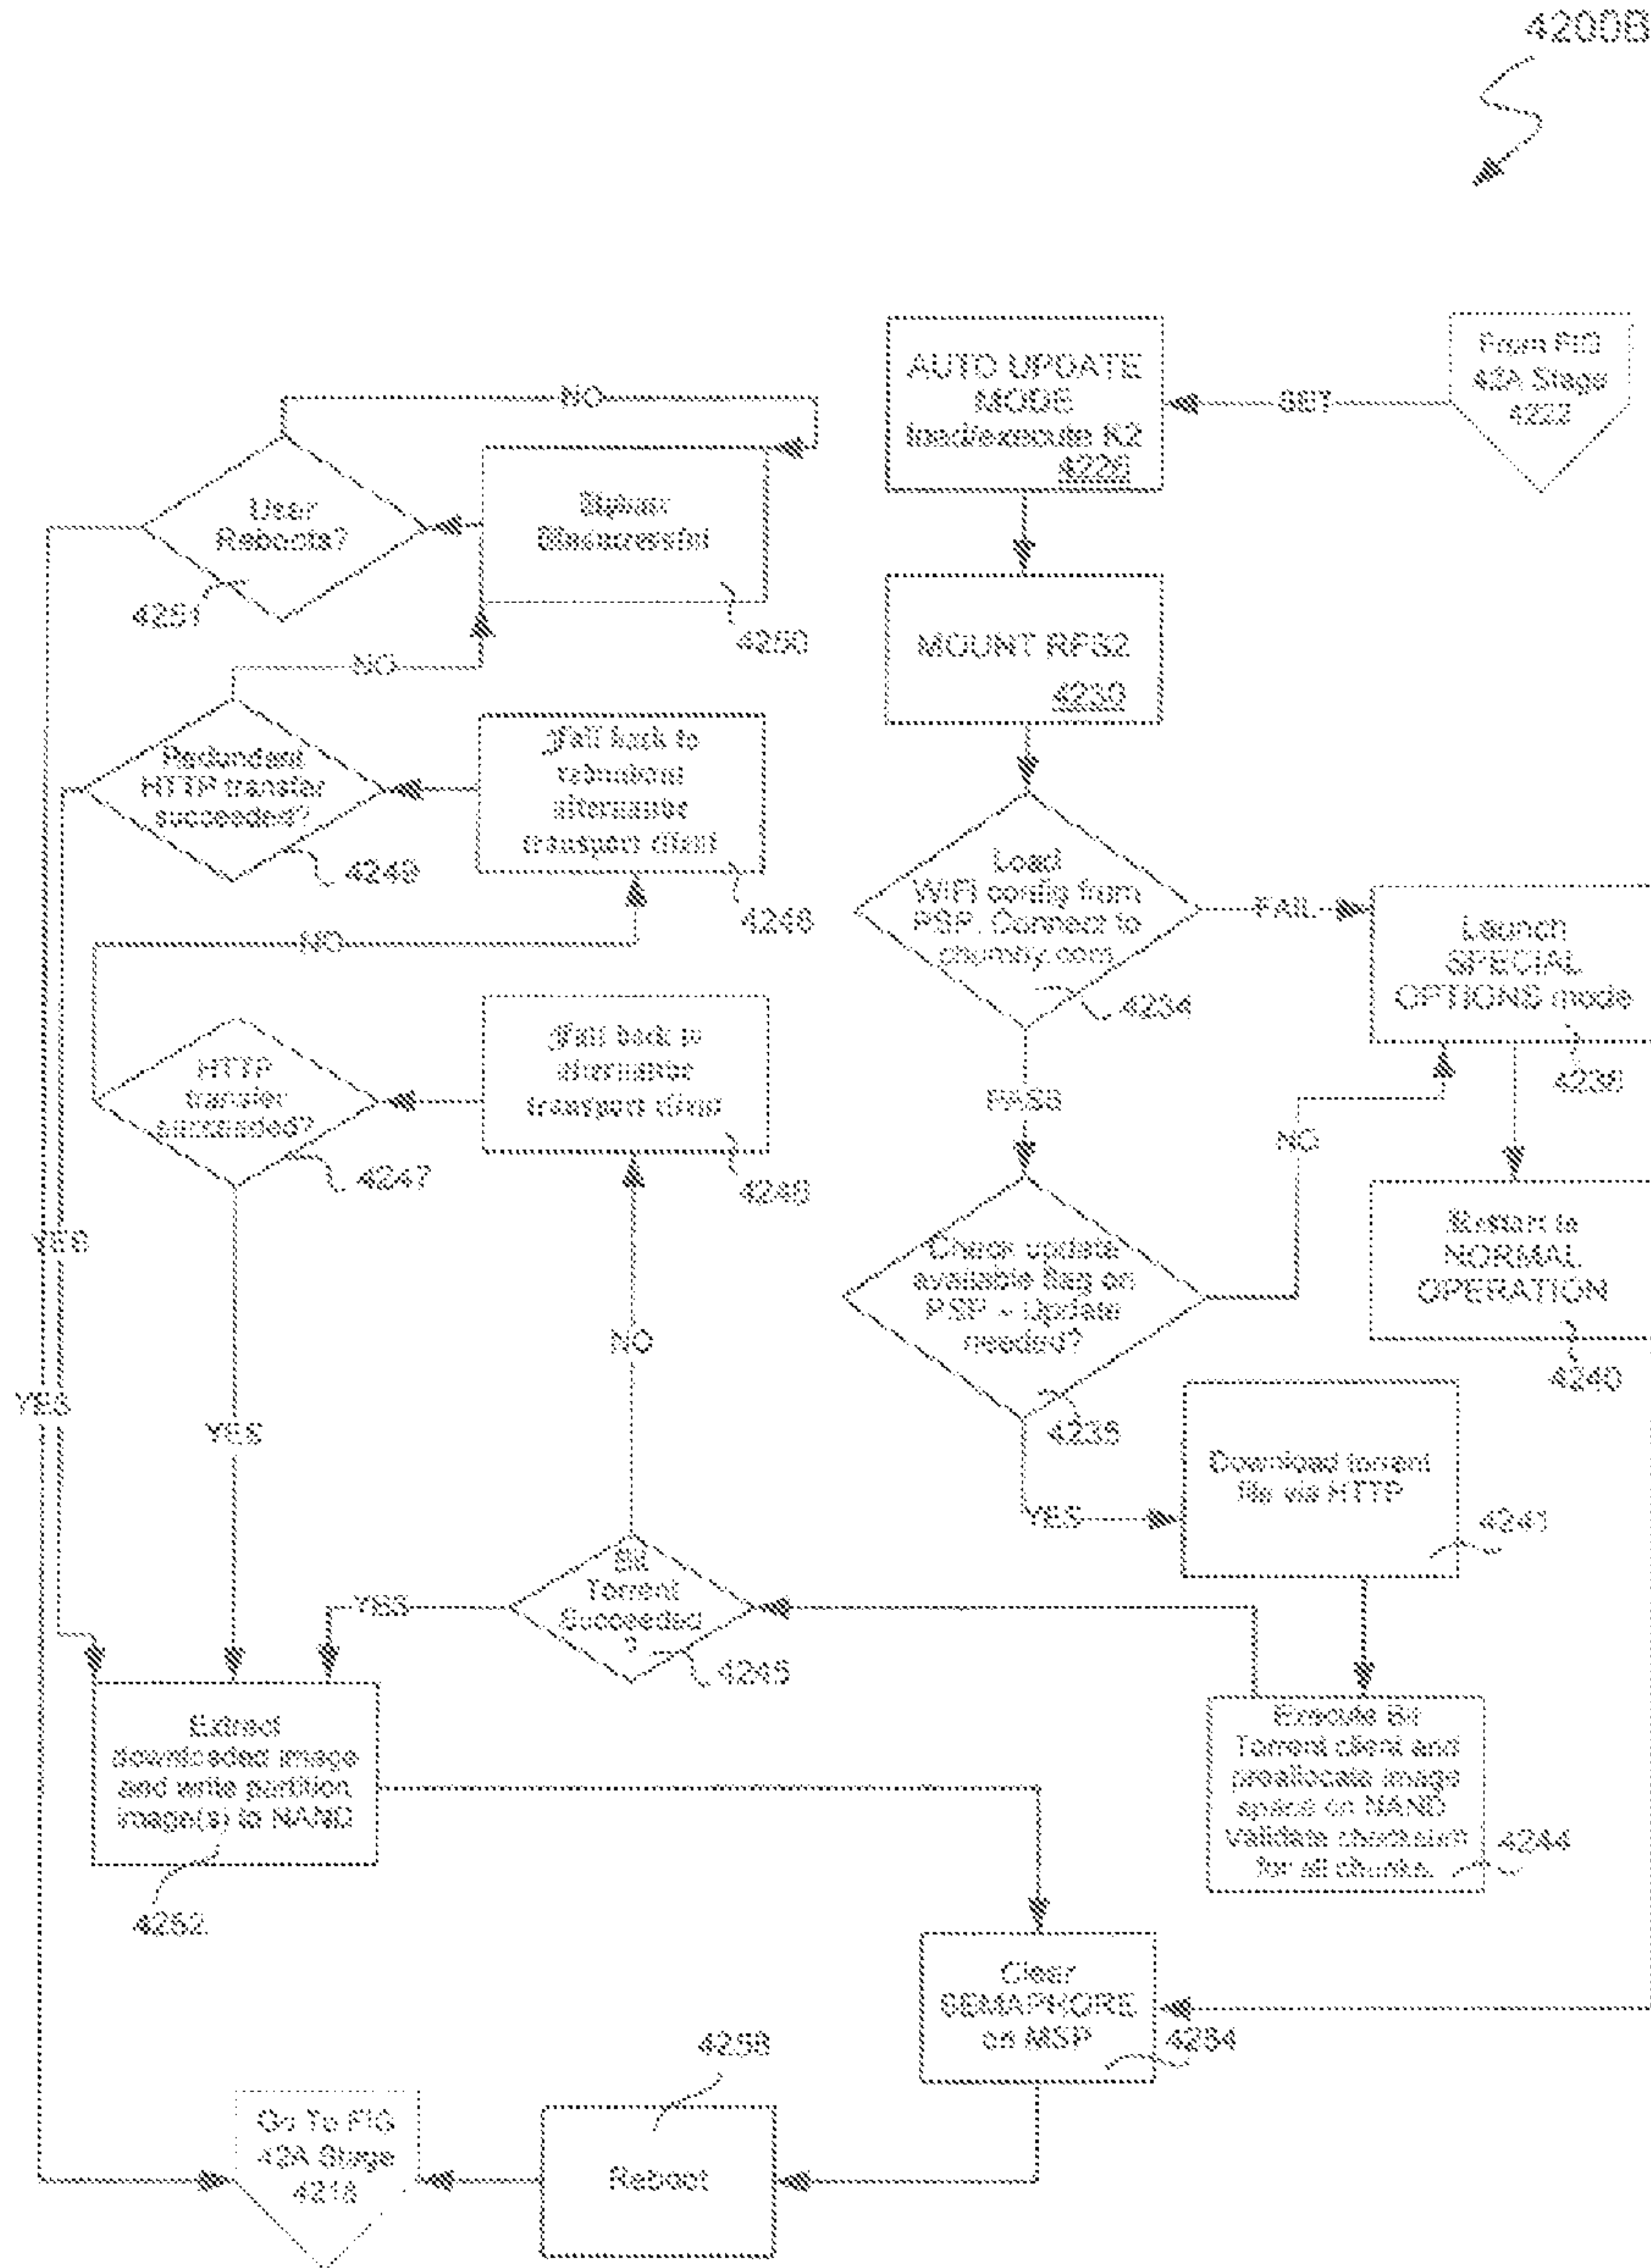 4200B
From FIG
42A Stage
4222
SET
AUTO UPDATE
MODE
load/execute K2
4226
MOUNT RFS2
4230
Load
WiFi config from
PSP. Connect to
chumby.com
4234
FAIL
Launch
SPECIAL
OPTIONS mode
4236
Restart to
NORMAL
OPERATION
4240
PASS
Check update
available flag on
PSP - Update
needed?
NO
YES
Download torrent
file via HTTP
4241
Execute Bit
Torrent client and
preallocate image
space on NAND
Validate checksum
for all chunks.
4244
Bit
Torrent
Succeeded
?
4245
NO
YES
Fall back to
transport client
HTTP
transfer
succeeded?
4247
NO
YES
Fall back to
redundant
transport client
Redundant
HTTP transfer
succeeded?
4249
NO
YES
4250
User
Reboots?
4251
NO
YES
Extract
downloaded image
and write partition
image(s) to NAND
4252
Clear
SEMAPHORE
on MSP
4254
Reboot
4258
Go To FIG
42A Stage
4218